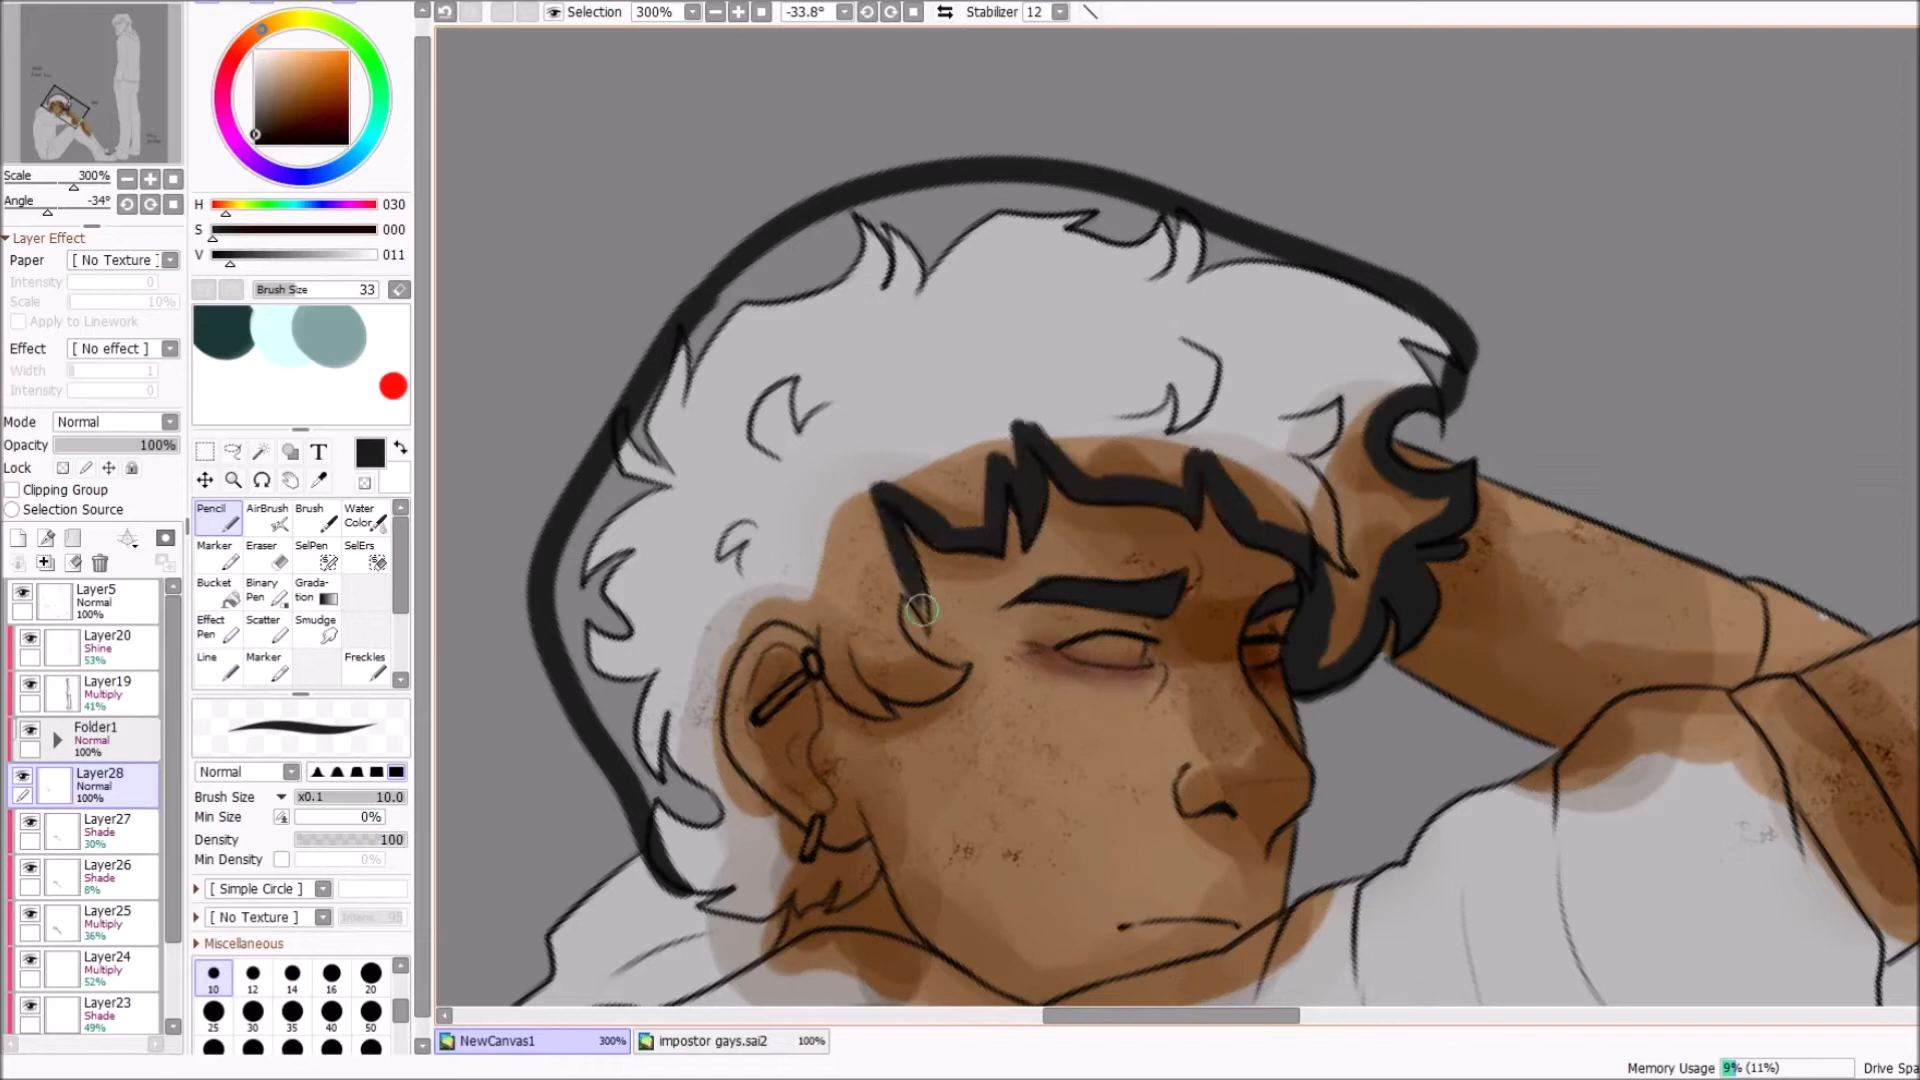 Selection 300% -33.8° Stabilizer 12
Scale 300%
Angle -34°
Layer Effect
Paper [ No Texture ]
Intensity 0
Scale 10%
Apply to Linework
Effect [ No effect ]
Width 1
Intensity 0
Mode Normal
Opacity 100%
Lock
Clipping Group
Selection Source
Layer5
Normal
100%
Layer20
Shine
53%
Layer19
Multiply
41%
Folder1
Normal
100%
Layer28
Normal
100%
Layer27
Shade
30%
Layer26
Shade
8%
Layer25
Multiply
36%
Layer24
Multiply
52%
Layer23
Shade
49%
H 030
S 000
V 011
Brush Size 33
T
Pencil AirBrush Brush Water Color
Marker Eraser SelPen SelErs
Bucket Binary Pen Gradation
Effect Pen Scatter Smudge
Line Marker Freckles
Normal
Brush Size x0.1 10.0
Min Size 0%
Density 100
Min Density 0%
[ Simple Circle ]
[ No Texture ] 95
Miscellaneous
10 12 14 16 20
25 30 35 40 50
NewCanvas1 300% impostor gays.sai2 100%
Memory Usage 9% (11%) Drive Spa